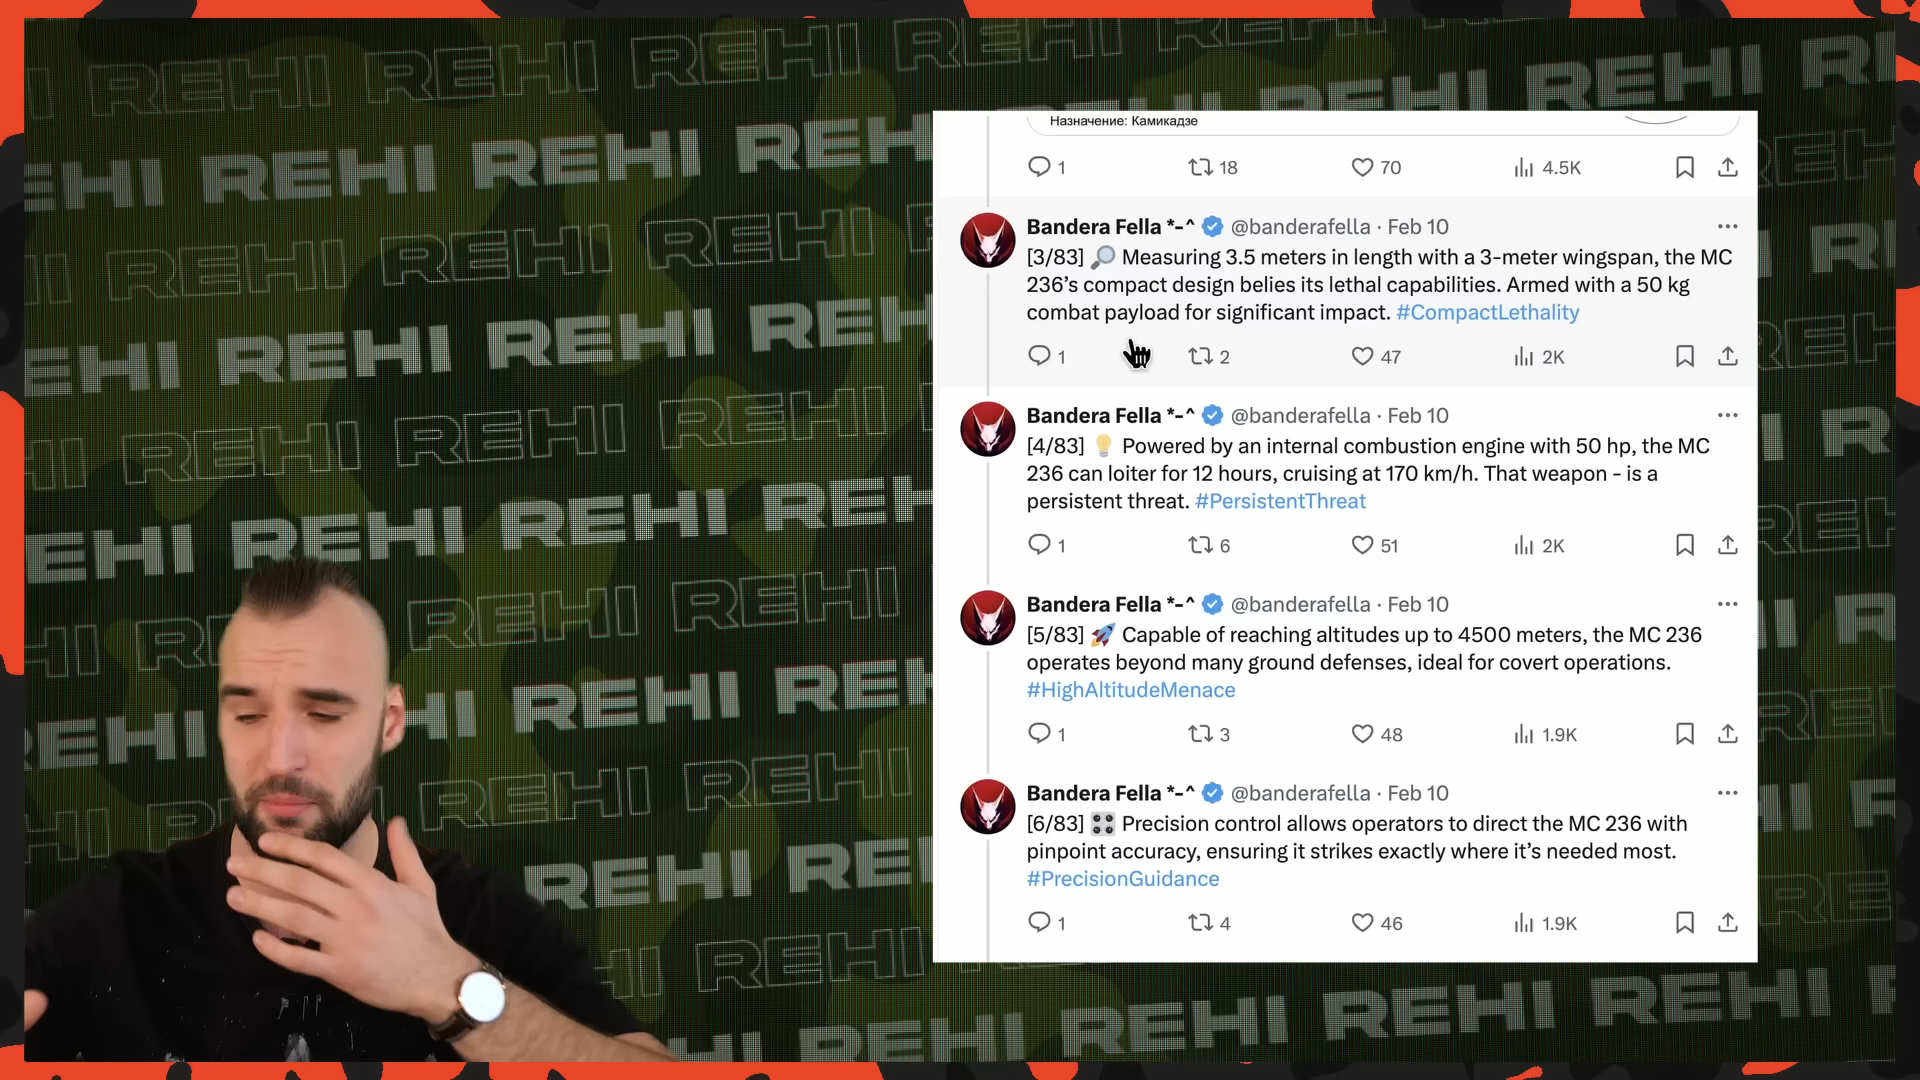 REHI REHI REHI REHI REHI REHI REHI
Назначение: Камикадзе
1 18 70 4.5K
Bandera Fella *-^ @banderafella · Feb 10
[3/83] 🔎 Measuring 3.5 meters in length with a 3-meter wingspan, the MC
236’s compact design belies its lethal capabilities. Armed with a 50 kg
combat payload for significant impact. #CompactLethality
1 2 47 2K
Bandera Fella *-^ @banderafella · Feb 10
[4/83] 💡 Powered by an internal combustion engine with 50 hp, the MC
236 can loiter for 12 hours, cruising at 170 km/h. That weapon - is a
persistent threat. #PersistentThreat
1 6 51 2K
Bandera Fella *-^ @banderafella · Feb 10
[5/83] 🚀 Capable of reaching altitudes up to 4500 meters, the MC 236
operates beyond many ground defenses, ideal for covert operations.
#HighAltitudeMenace
1 3 48 1.9K
Bandera Fella *-^ @banderafella · Feb 10
[6/83] 🎛 Precision control allows operators to direct the MC 236 with
pinpoint accuracy, ensuring it strikes exactly where it’s needed most.
#PrecisionGuidance
1 4 46 1.9K